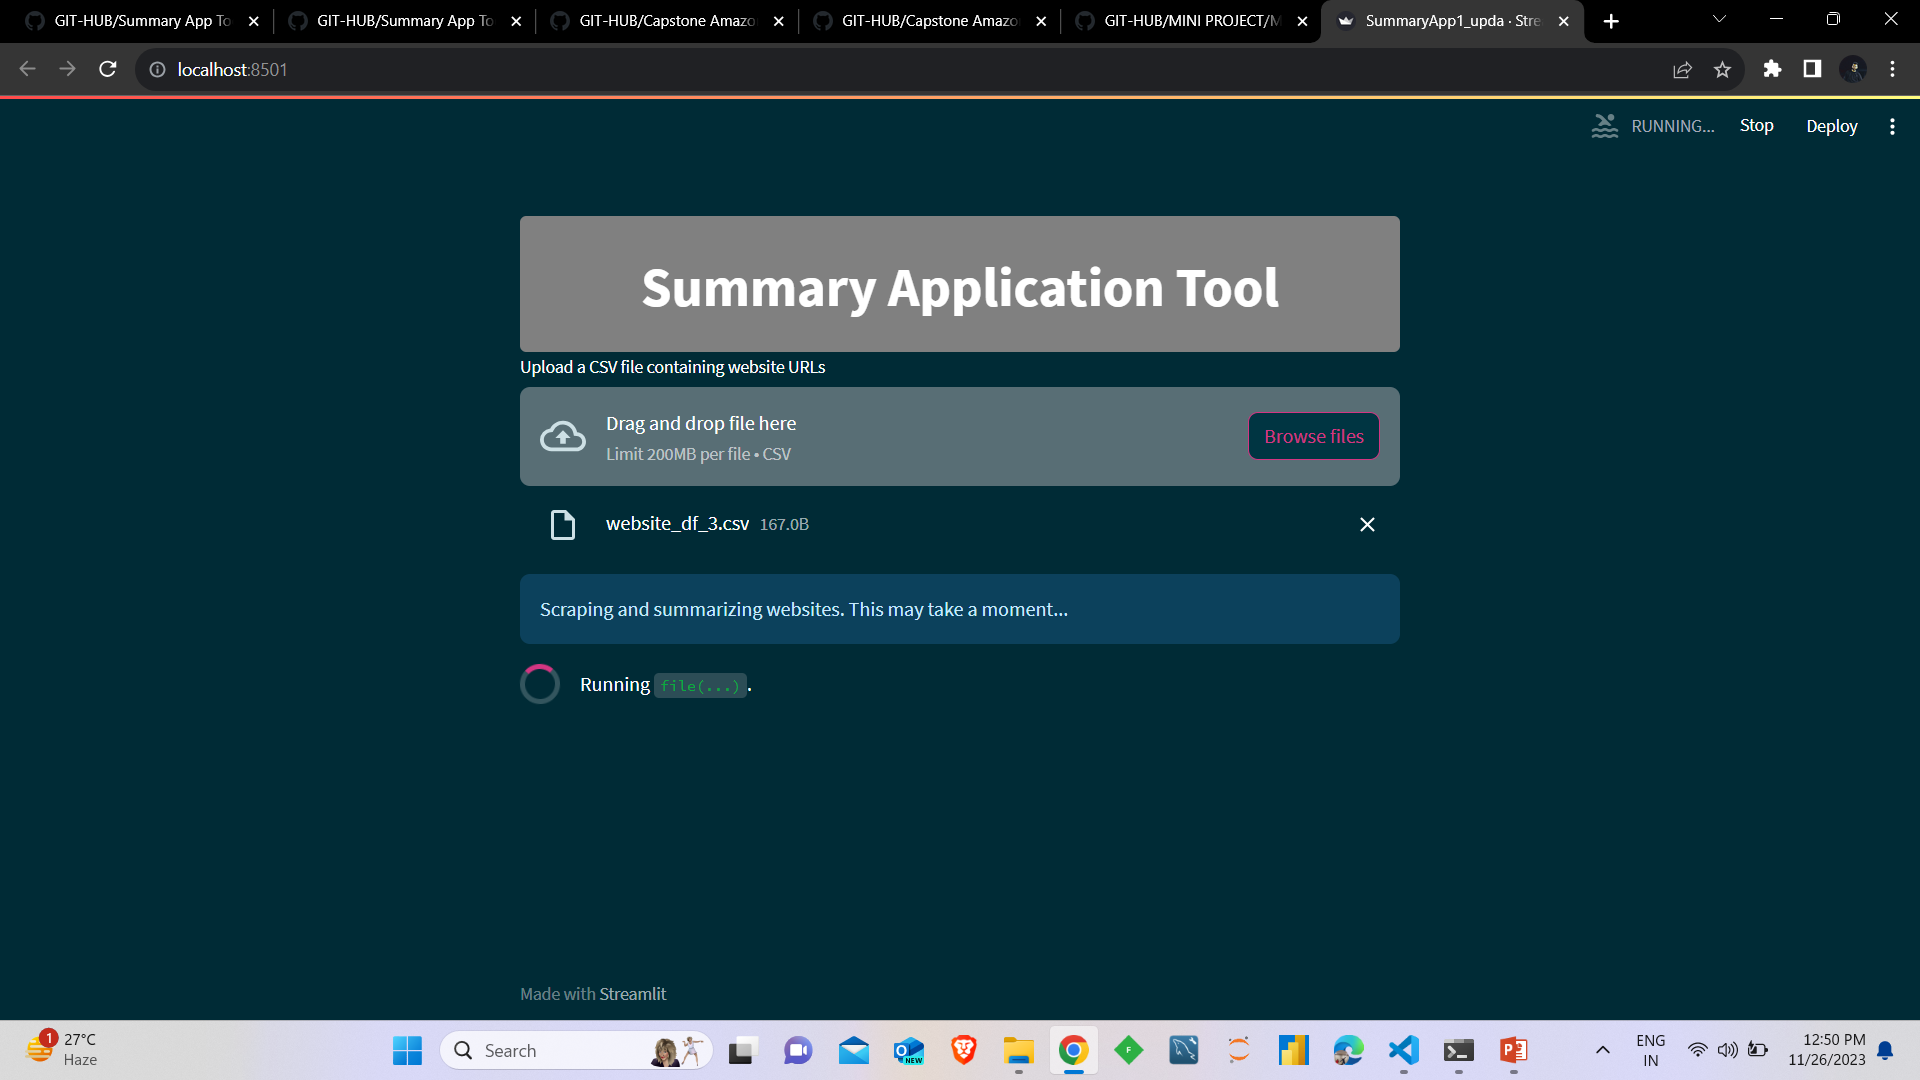 GIT-HUB/Summary App To
GIT-HUB/Summary App To
GIT-HUB/Capstone Amazo
GIT-HUB/Capstone Amazo
GIT-HUB/MINI PROJECT/M
SummaryApp1_upda · Stre
localhost:8501
RUNNING...
Stop
Deploy
Summary Application Tool
Upload a CSV file containing website URLs
Drag and drop file here
Limit 200MB per file • CSV
Browse files
website_df_3.csv 167.0B
Scraping and summarizing websites. This may take a moment...
Running file(...).
Made with Streamlit
1
27°C
Haze
Search
NEW
ENG
IN
12:50 PM
11/26/2023